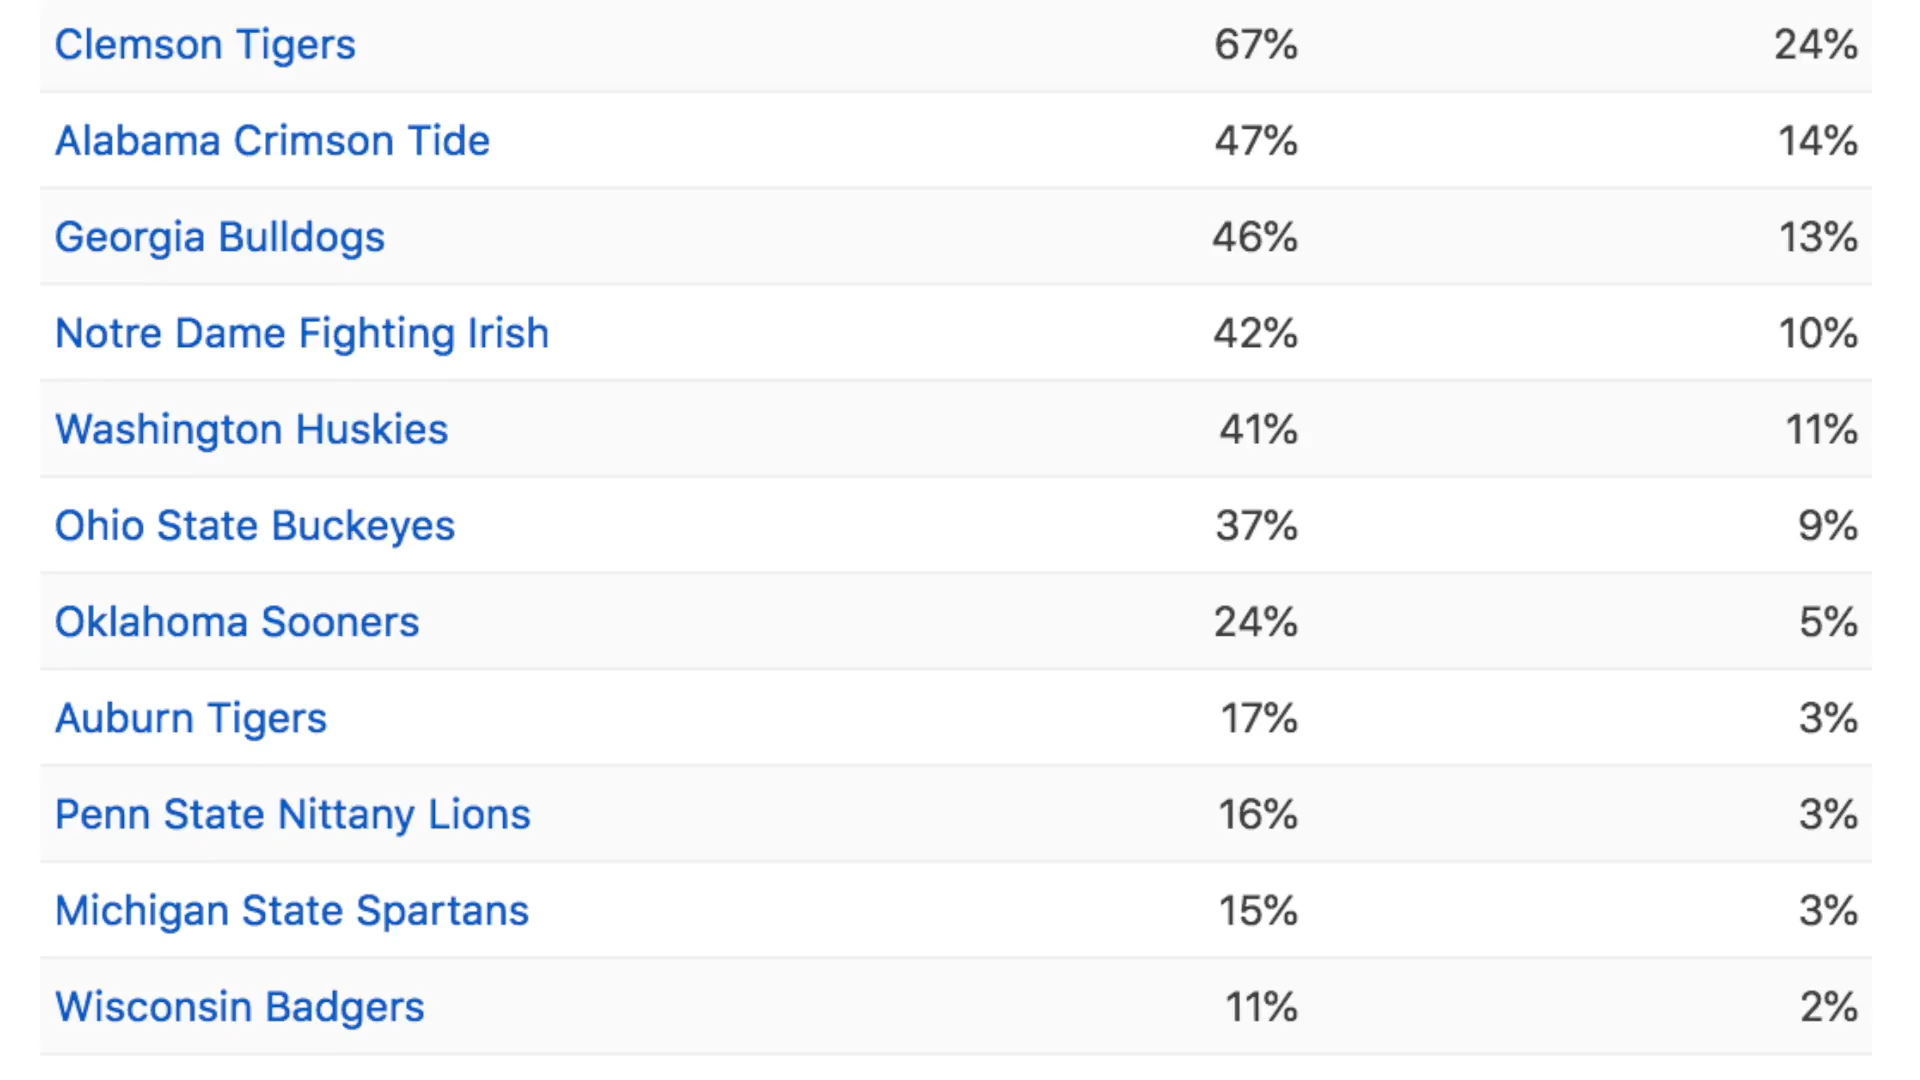 Clemson Tigers 67% 24%
Alabama Crimson Tide 47% 14%
Georgia Bulldogs 46% 13%
Notre Dame Fighting Irish 42% 10%
Washington Huskies 41% 11%
Ohio State Buckeyes 37% 9%
Oklahoma Sooners 24% 5%
Auburn Tigers 17% 3%
Penn State Nittany Lions 16% 3%
Michigan State Spartans 15% 3%
Wisconsin Badgers 11% 2%